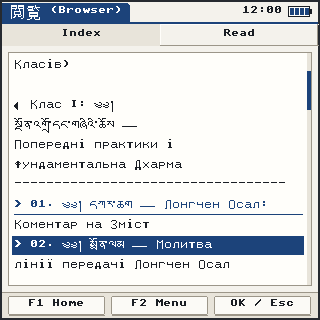 閲覧 (Browser) 12:00
Index Read
Класів)
Клас I: ༄༅།
སྔོན་འགྲོ་དང་གཞིའི་ཆོས —
Попередні практики і
Фундаментальна Дхарма
----------------------------------
01. ༄༅། དཀར་ཆག — Лонгчен Осал:
Коментар на Зміст
02. ༄༅། སྨོན་ལམ — Молитва
лінії передачі Лонгчен Осал
F1 Home F2 Menu OK / Esc